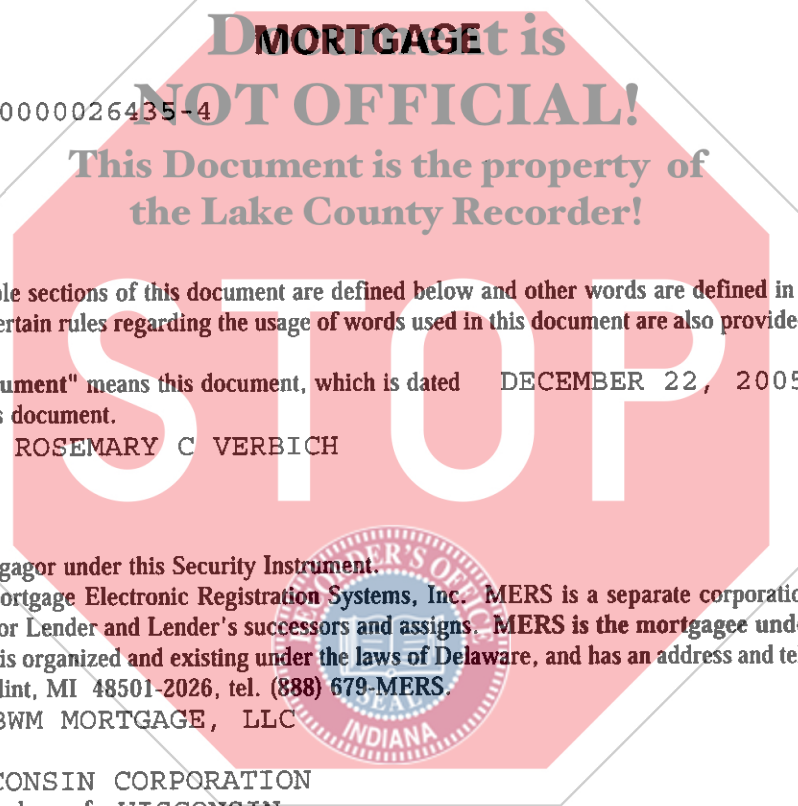 Document is
MORTGAGE
NOT OFFICIAL!
0000026435-4
This Document is the property of
the Lake County Recorder!
STOP
ble sections of this document are defined below and other words are defined in
ertain rules regarding the usage of words used in this document are also provide
ument" means this document, which is dated DECEMBER 22, 2005
s document.
ROSEMARY C VERBICH
gagor under this Security Instrument.
ortgage Electronic Registration Systems, Inc. MERS is a separate corporatio
or Lender and Lender's successors and assigns. MERS is the mortgagee und
is organized and existing under the laws of Delaware, and has an address and te
lint, MI 48501-2026, tel. (888) 679-MERS.
BWM MORTGAGE, LLC
CONSIN CORPORATION
WISCONSIN
RECORDER'S OFFICE
SEAL
INDIANA